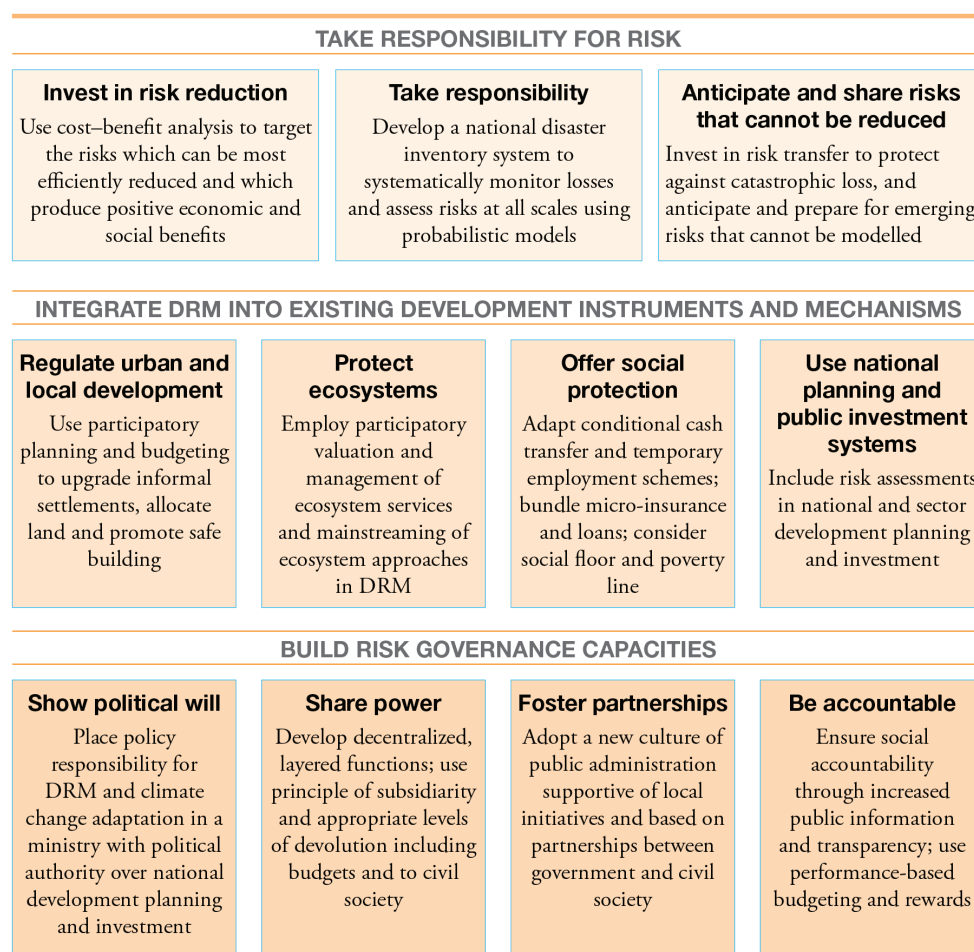 TAKE RESPONSIBILITY FOR RISK
Invest in risk reduction
Use cost–benefit analysis to target
the risks which can be most
efficiently reduced and which
produce positive economic and
social benefits
Take responsibility
Develop a national disaster
inventory system to
systematically monitor losses
and assess risks at all scales using
probabilistic models
Anticipate and share risks
that cannot be reduced
Invest in risk transfer to protect
against catastrophic loss, and
anticipate and prepare for emerging
risks that cannot be modelled
INTEGRATE DRM INTO EXISTING DEVELOPMENT INSTRUMENTS AND MECHANISMS
Regulate urban and
local development
Use participatory
planning and budgeting
to upgrade informal
settlements, allocate
land and promote safe
building
Protect
ecosystems
Employ participatory
valuation and
management of
ecosystem services
and mainstreaming of
ecosystem approaches
in DRM
Offer social
protection
Adapt conditional cash
transfer and temporary
employment schemes;
bundle micro-insurance
and loans; consider
social floor and poverty
line
Use national
planning and
public investment
systems
Include risk assessments
in national and sector
development planning
and investment
BUILD RISK GOVERNANCE CAPACITIES
Show political will
Place policy
responsibility for
DRM and climate
change adaptation in a
ministry with political
authority over national
development planning
and investment
Share power
Develop decentralized,
layered functions; use
principle of subsidiarity
and appropriate levels
of devolution including
budgets and to civil
society
Foster partnerships
Adopt a new culture of
public administration
supportive of local
initiatives and based on
partnerships between
government and civil
society
Be accountable
Ensure social
accountability
through increased
public information
and transparency; use
performance-based
budgeting and rewards